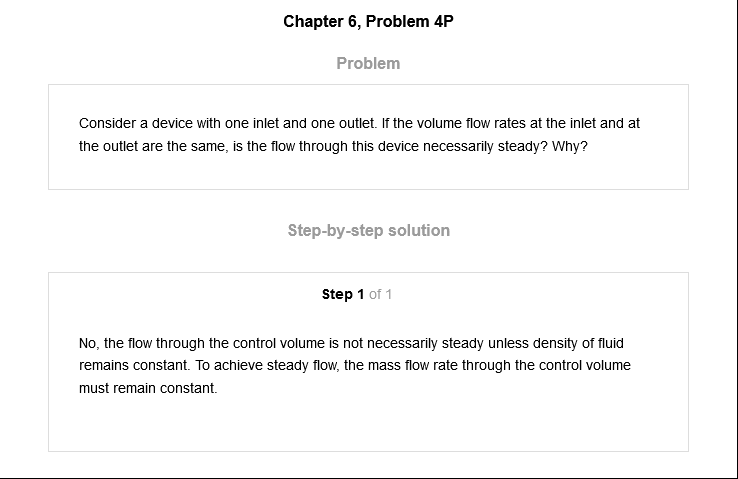 Chapter 6, Problem 4P
Problem
Consider a device with one inlet and one outlet. If the volume flow rates at the inlet and at
the outlet are the same, is the flow through this device necessarily steady? Why?
Step-by-step solution
Step 1 of 1
No, the flow through the control volume is not necessarily steady unless density of fluid
remains constant. To achieve steady flow, the mass flow rate through the control volume
must remain constant.